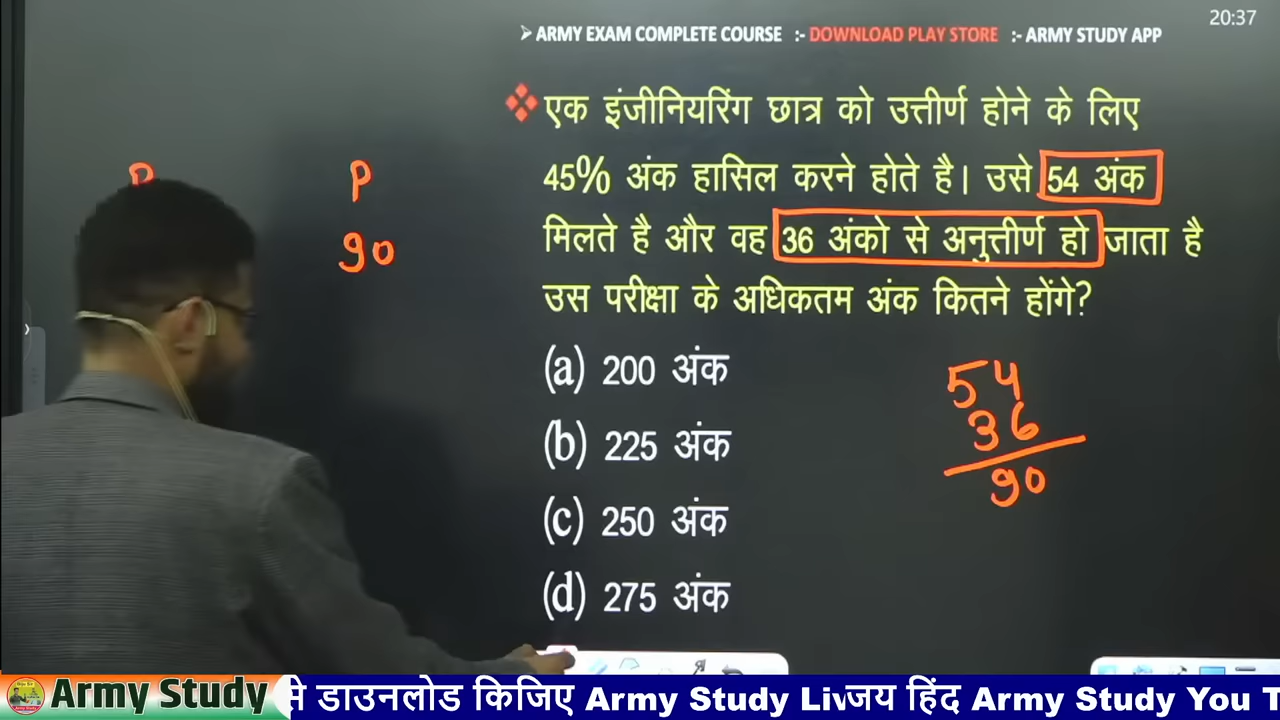 20:37
➢ ARMY EXAM COMPLETE COURSE :- DOWNLOAD PLAY STORE :- ARMY STUDY APP
❖ एक इंजीनियरिंग छात्र को उत्तीर्ण होने के लिए
45% अंक हासिल करने होते है। उसे 54 अंक
मिलते है और वह 36 अंको से अनुत्तीर्ण हो जाता है
उस परीक्षा के अधिकतम अंक कितने होंगे?
P
90
(a) 200 अंक
(b) 225 अंक
(c) 250 अंक
(d) 275 अंक
54
36
90
Army Study
से डाउनलोड किजिए Army Study Livजय हिंद Army Study You T